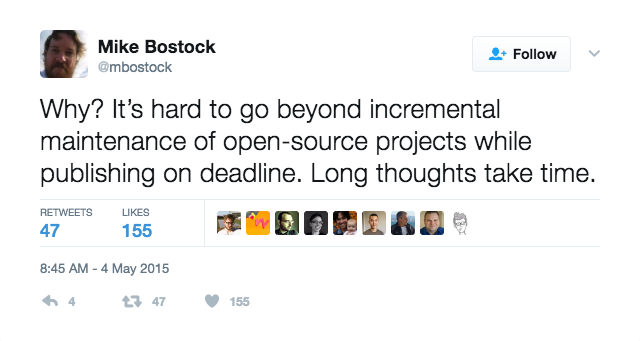 Mike Bostock
@mbostock
Follow
Why? It’s hard to go beyond incremental
maintenance of open-source projects while
publishing on deadline. Long thoughts take time.
RETWEETS LIKES
47 155
8:45 AM - 4 May 2015
4 47 155